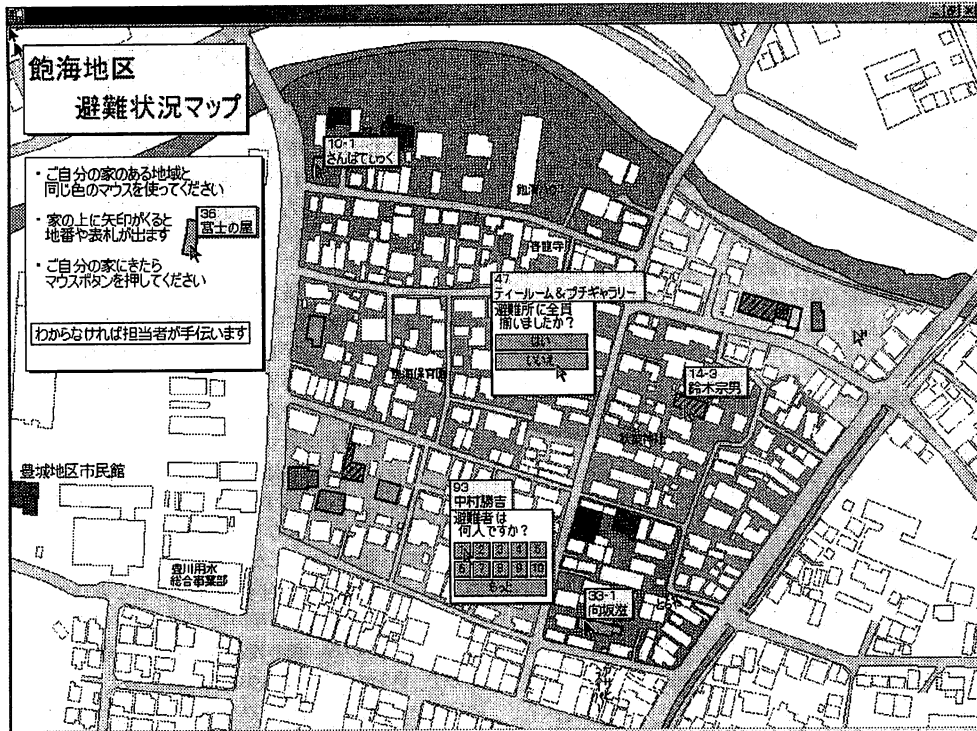 飽海地区
避難状況マップ
・ご自分の家のある地域と
同じ色のマウスを使ってください
・家の上に矢印がくると
地番や表札が出ます
36
富士の屋
・ご自分の家にきたら
マウスボタンを押してください
わからなければ担当者が手伝います
10-1
さんぱてぃっく
47
ティールーム&プチギャラリー
避難所に全員
揃いましたか?
はい
いいえ
14-3
鈴木宗男
豊城地区市民館
93
中村勝吉
避難者は
何人ですか?
1 2 3 4 5
6 7 8 9 10
もっと
豊川用水
総合事業部
33-1
向坂滋